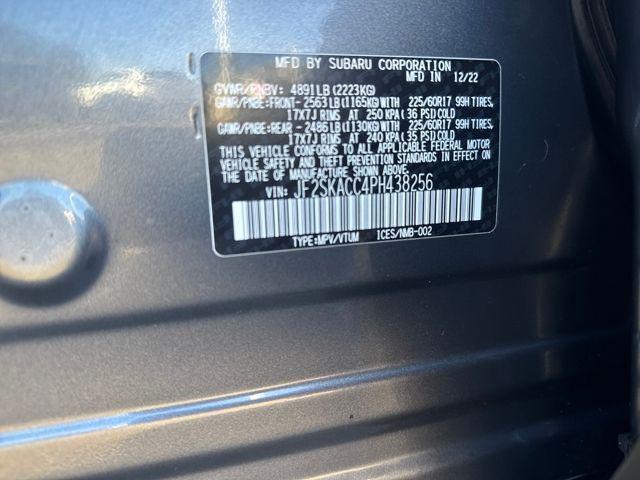 MFD BY SUBARU CORPORATION
MFD IN 12/22
GVWR/PNBV: 4891LB (2223KG)
GAWR/PNBE:FRONT-2563LB(1165KG)WITH 225/60R17 99H TIRES,
17X7J RIMS AT 250 KPA(36 PSI)COLD
GAWR/PNBE:REAR -2486LB(1130KG)WITH 225/60R17 99H TIRES,
17X7J RIMS AT 240 KPA(35 PSI)COLD
THIS VEHICLE CONFORMS TO ALL APPLICABLE FEDERAL MOTOR
VEHICLE SAFETY AND THEFT PREVENTION STANDARDS IN EFFECT
ON THE DATE OF MANUFACTURE SHOWN ABOVE.
VIN: JF2SKACC4PH438256
TYPE:MPV/VTUM ICES/NMB-002